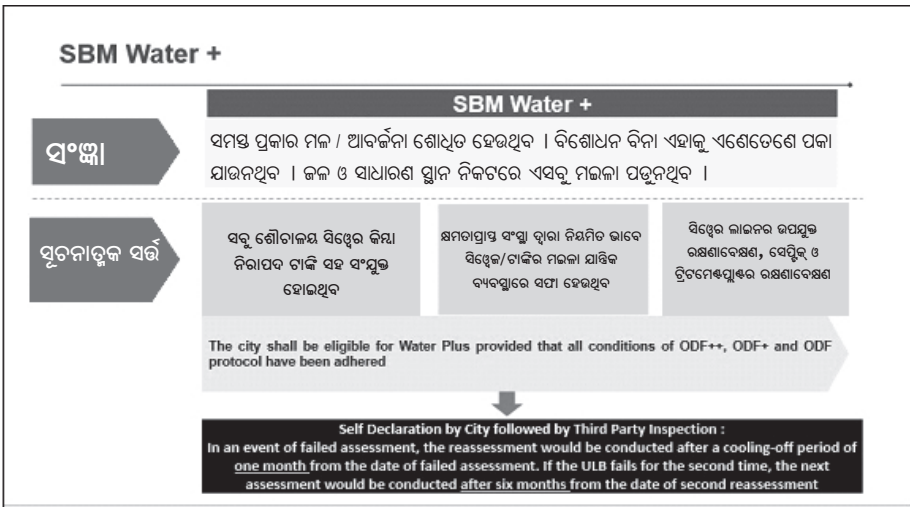 SBM Water +
SBM Water +
ସଂଜ୍ଞା
ସମସ୍ତ ପ୍ରକାର ମଳ / ଆବର୍ଜନା ଶୋଧିତ ହେଉଥିବ । ବିଶୋଧନ ବିନା ଏହାକୁ ଏଣେତେଣେ ପକା
ଯାଉନଥିବ । ଜଳ ଓ ସାଧାରଣ ସ୍ଥାନ ନିକଟରେ ଏସବୁ ମଇଳା ପଡୁନଥିବ ।
ସୂଚନାତ୍ମକ ସର୍ତ୍ତ
ସବୁ ଶୌଚାଳୟ ସିୱେର କିମ୍ବା
ନିରାପଦ ଟାଙ୍କି ସହ ସଂଯୁକ୍ତ
ହୋଇଥିବ
କ୍ଷମତାପ୍ରାପ୍ତ ସଂସ୍ଥା ଦ୍ୱାରା ନିୟମିତ ଭାବେ
ସିୱେଜ/ଟାଙ୍କିର ମଇଳା ଯାନ୍ତ୍ରିକ
ବ୍ୟବସ୍ଥାରେ ସଫା ହେଉଥିବ
ସିୱେର ଲାଇନର ଉପଯୁକ୍ତ
ରକ୍ଷଣାବେକ୍ଷଣ, ସେପ୍ଟିକ୍ ଓ
ଟ୍ରିଟମେଣ୍ଟପ୍ଲାଣ୍ଟର ରକ୍ଷଣାବେକ୍ଷଣ
The city shall be eligible for Water Plus provided that all conditions of ODF++, ODF+ and ODF
protocol have been adhered
Self Declaration by City followed by Third Party Inspection :
In an event of failed assessment, the reassessment would be conducted after a cooling-off period of
one month from the date of failed assessment. If the ULB fails for the second time, the next
assessment would be conducted after six months from the date of second reassessment